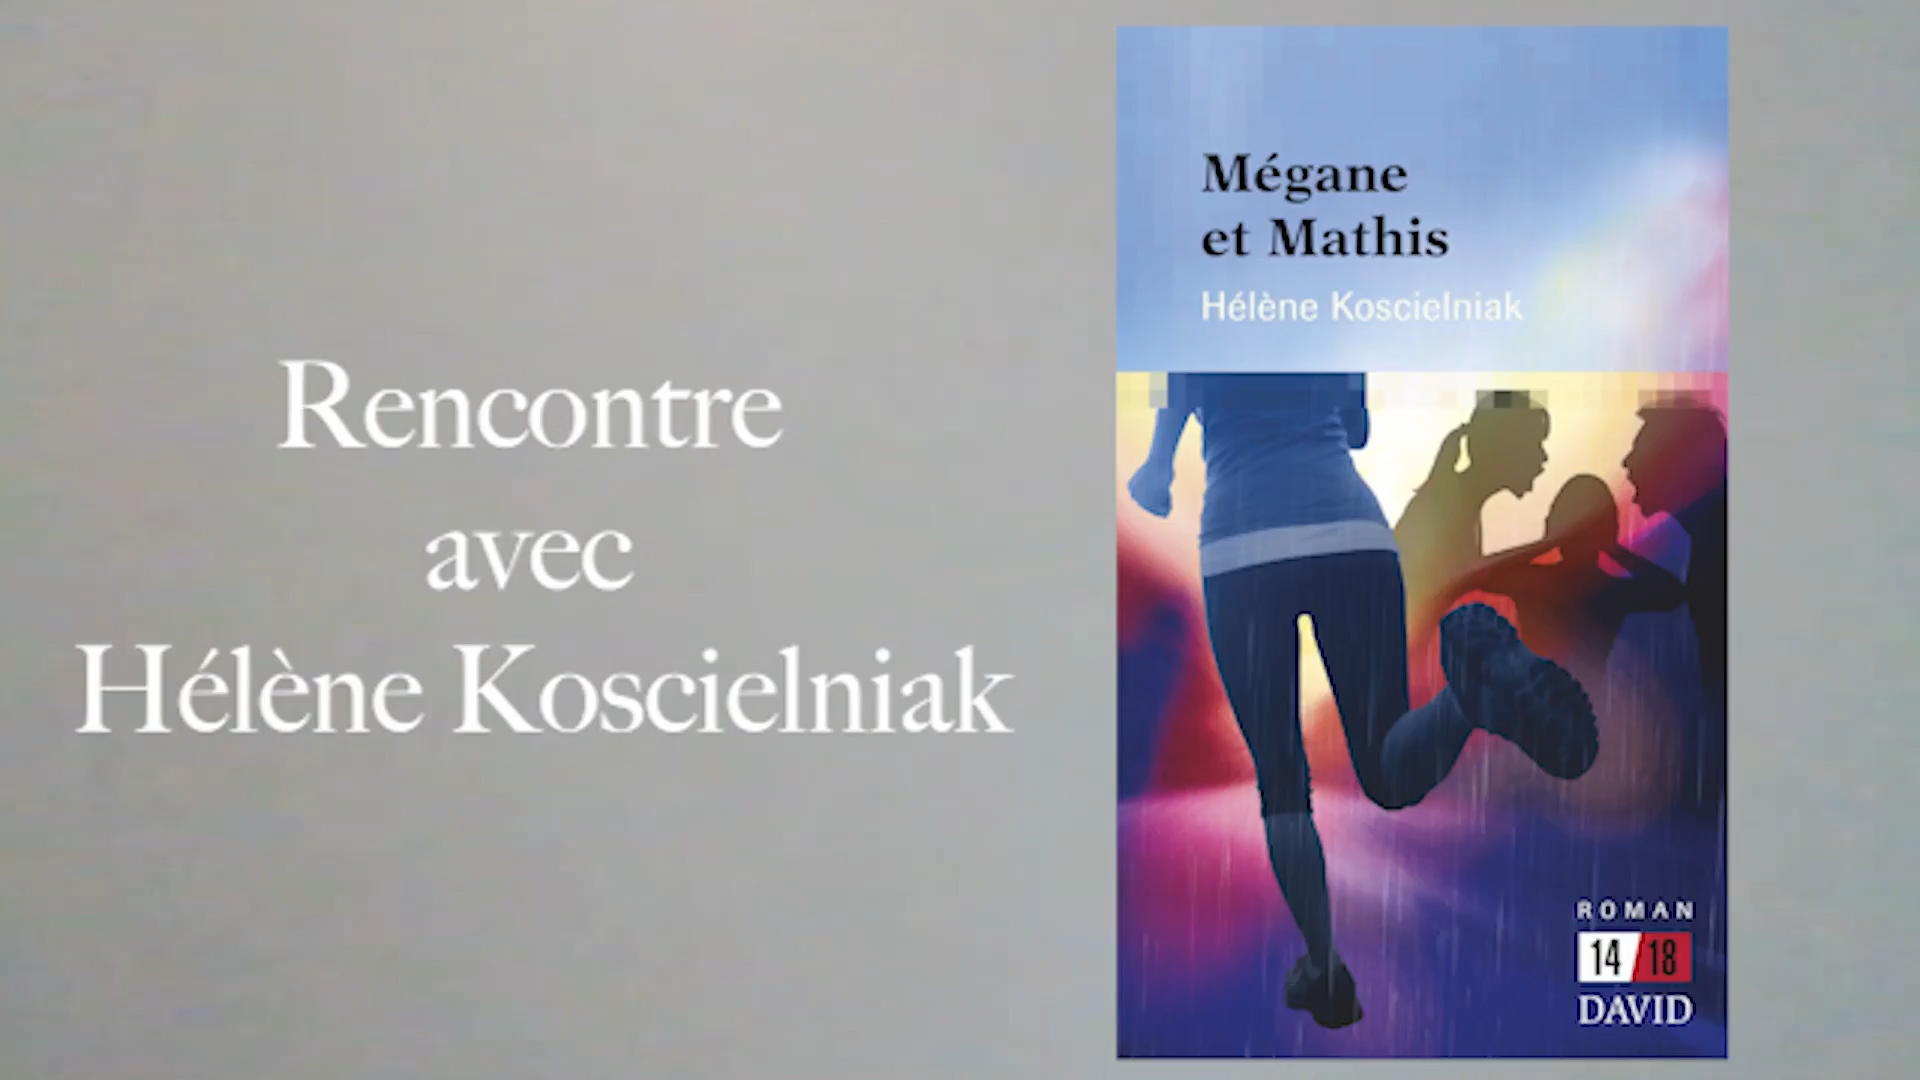 Rencontre
avec
Hélène Koscielniak
Mégane
et Mathis
Hélène Koscielniak
ROMAN
14/18
DAVID